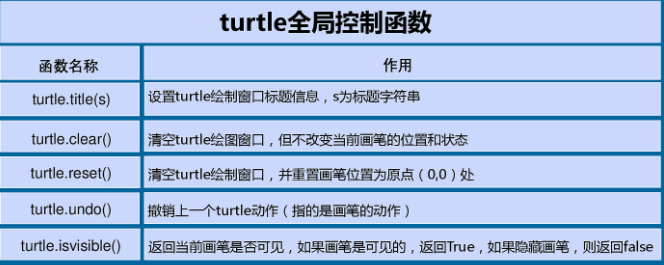 turtle全局控制函数
函数名称 作用
turtle.title(s) 设置turtle绘制窗口标题信息，s为标题字符串
turtle.clear() 清空turtle绘图窗口，但不改变当前画笔的位置和状态
turtle.reset() 清空turtle绘制窗口，并重置画笔位置为原点（0,0）处
turtle.undo() 撤销上一个turtle动作（指的是画笔的动作）
turtle.isvisible() 返回当前画笔是否可见，如果画笔是可见的，返回True，如果隐藏画笔，则返回false